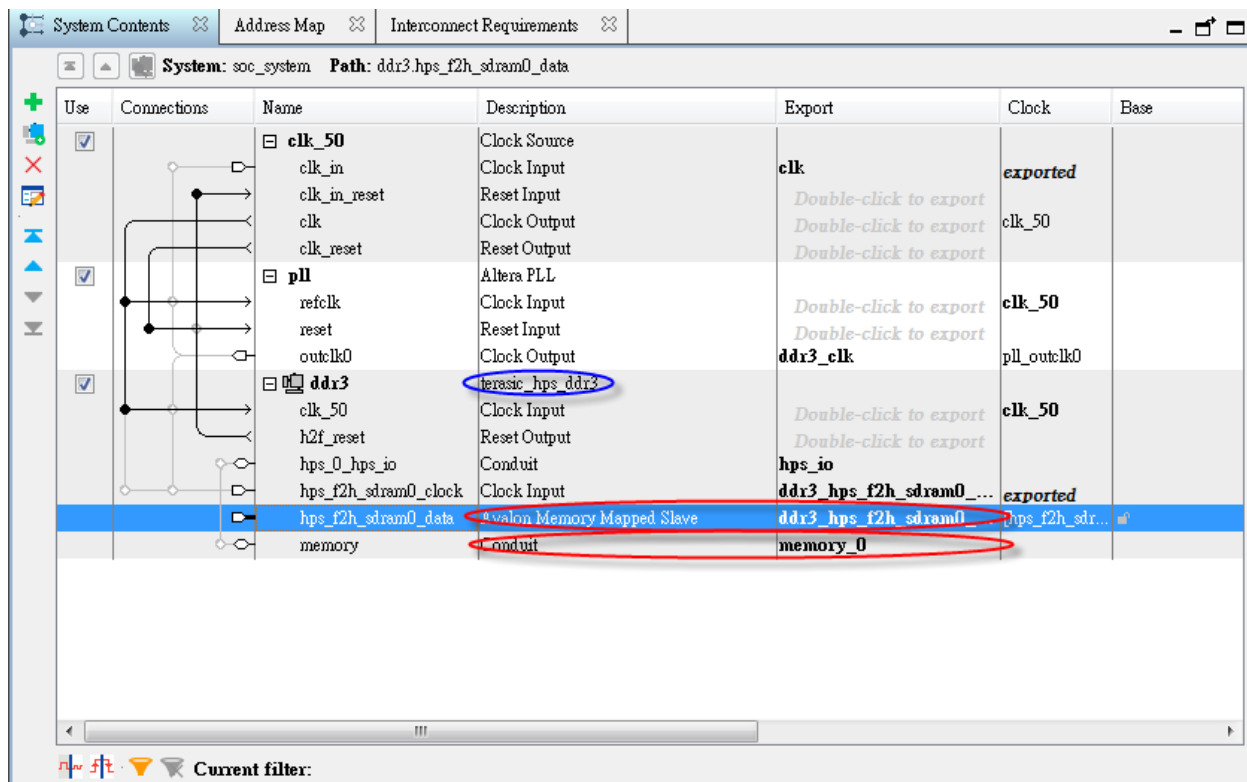 System Contents Address Map Interconnect Requirements
System: soc_system Path: ddr3.hps_f2h_sdram0_data
Use Connections Name Description Export Clock Base
clk_50 Clock Source
clk_in Clock Input clk exported
clk_in_reset Reset Input Double-click to export
clk Clock Output Double-click to export clk_50
clk_reset Reset Output Double-click to export
pll Altera PLL
refclk Clock Input Double-click to export clk_50
reset Reset Input Double-click to export
outclk0 Clock Output ddr3_clk pll_outclk0
ddr3 terasic_hps_ddr3
clk_50 Clock Input Double-click to export clk_50
h2f_reset Reset Output Double-click to export
hps_0_hps_io Conduit hps_io
hps_f2h_sdram0_clock Clock Input ddr3_hps_f2h_sdram0_... exported
hps_f2h_sdram0_data Avalon Memory Mapped Slave ddr3_hps_f2h_sdram0_... [hps_f2h_sdr...
memory Conduit memory_0
Current filter: